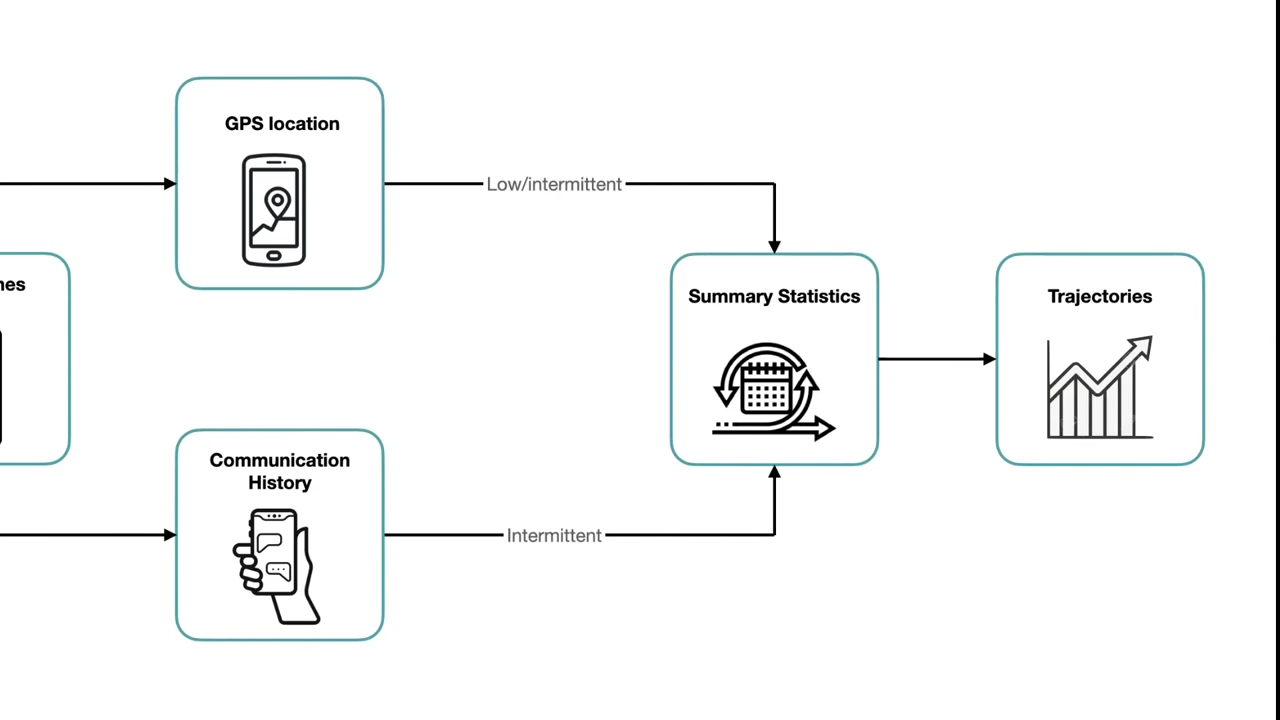 GPS location
Low/intermittent
nes
Summary Statistics
Trajectories
Communication
History
Intermittent